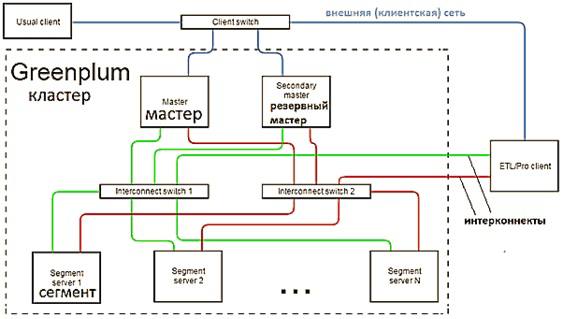 Usual client
Client switch
внешняя (клиентская) сеть
Greenplum
кластер
Master
мастер
Secondary
master
резервный
мастер
ETL/Pro client
Interconnect switch 1
Interconnect switch 2
интерконнекты
Segment
server 1
сегмент
Segment
server 2
...
Segment
server N